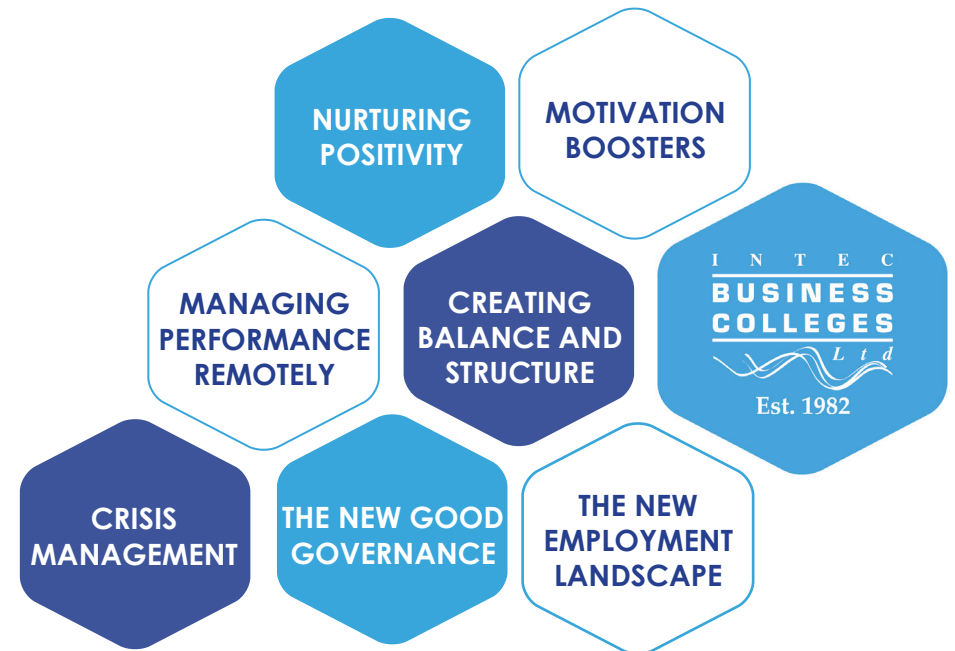 NURTURING
POSITIVITY
MOTIVATION
BOOSTERS
MANAGING
PERFORMANCE
REMOTELY
CREATING
BALANCE AND
STRUCTURE
I N T E C
BUSINESS
COLLEGES
Ltd
Est. 1982
CRISIS
MANAGEMENT
THE NEW GOOD
GOVERNANCE
THE NEW
EMPLOYMENT
LANDSCAPE